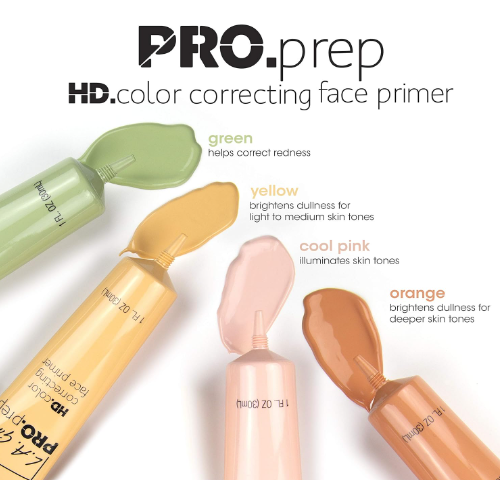 PRO.prep
HD.color correcting face primer
green
helps correct redness
yellow
brightens dullness for
light to medium skin tones
cool pink
illuminates skin tones
orange
brightens dullness for
deeper skin tones
1 FL. OZ (30mL)
1 FL. OZ (30mL)
1 FL. OZ (30mL)
1 FL. OZ (30mL)
HD.color
correcting
face primer
PRO.prep
L.A.